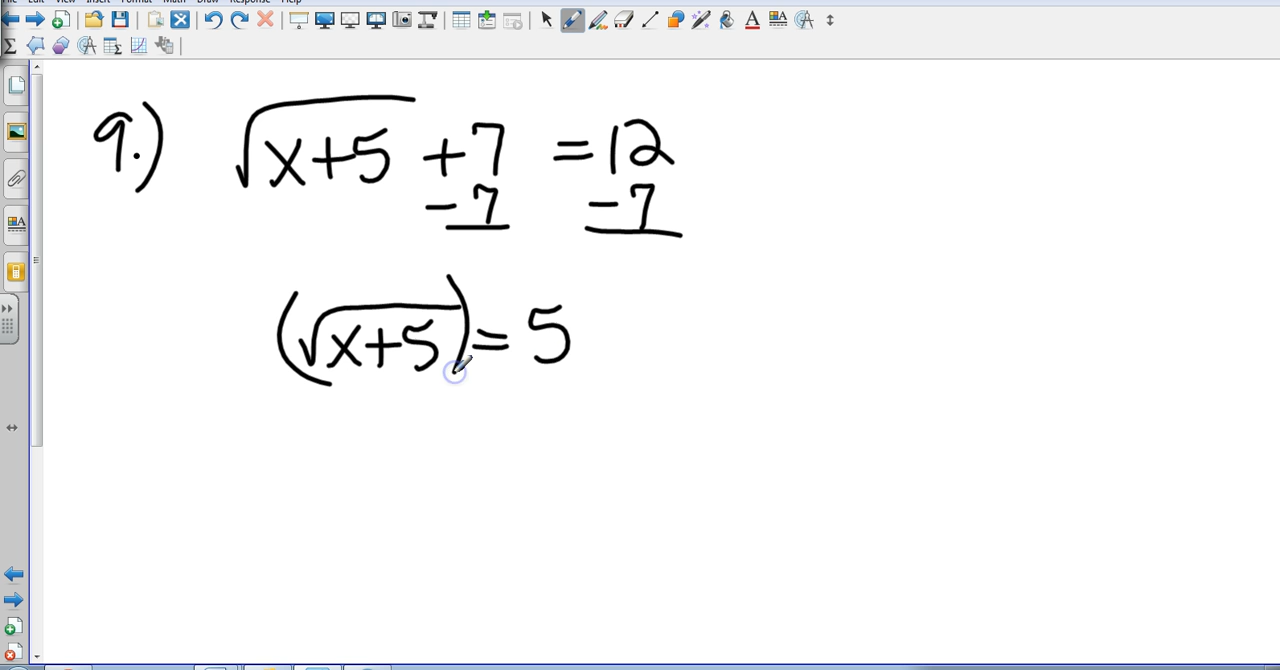 9.) √x+5 +7 =12
-7 -7
(√x+5)= 5